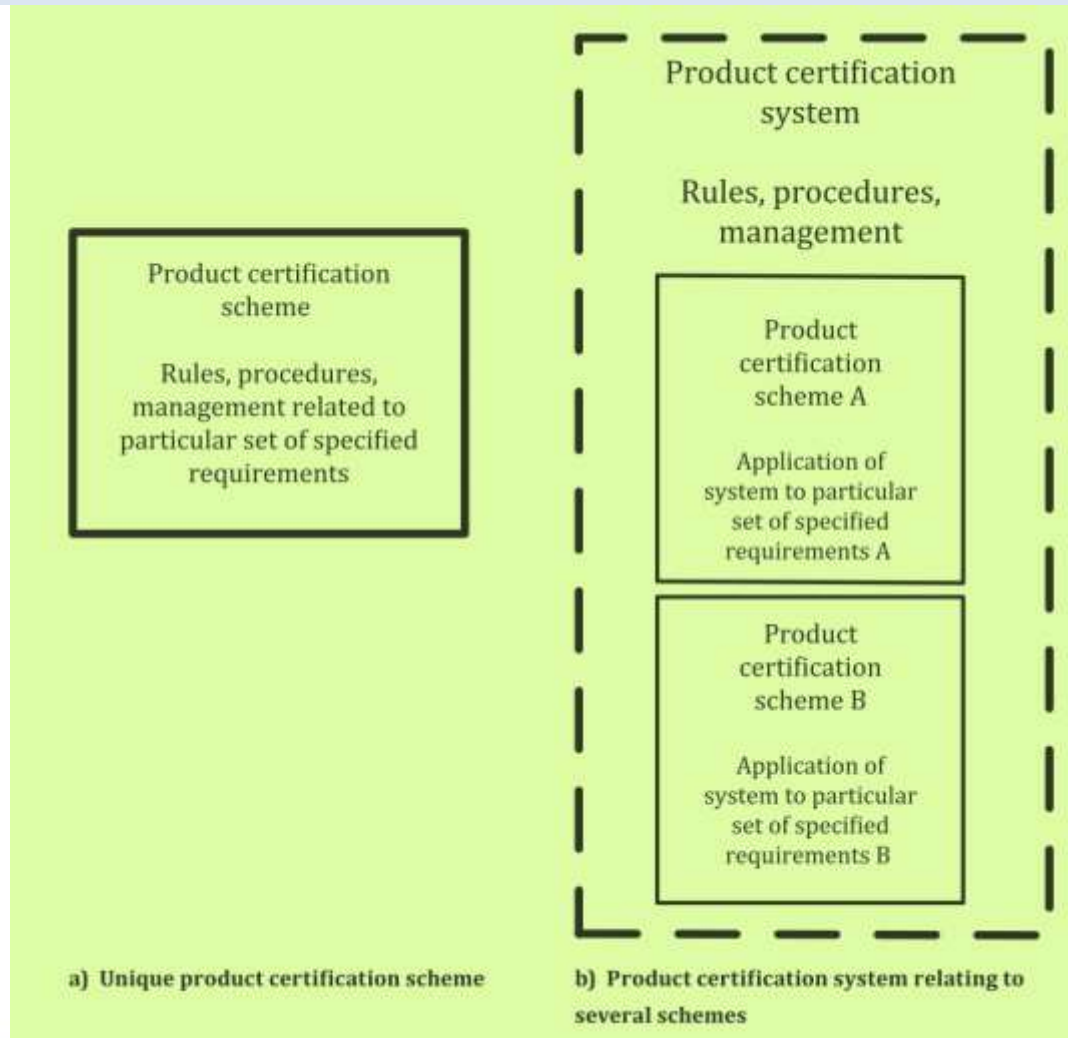 Product certification
scheme
Rules, procedures,
management related to
particular set of specified
requirements
a) Unique product certification scheme
Product certification
system
Rules, procedures,
management
Product
certification
scheme A
Application of
system to particular
set of specified
requirements A
Product
certification
scheme B
Application of
system to particular
set of specified
requirements B
b) Product certification system relating to
several schemes